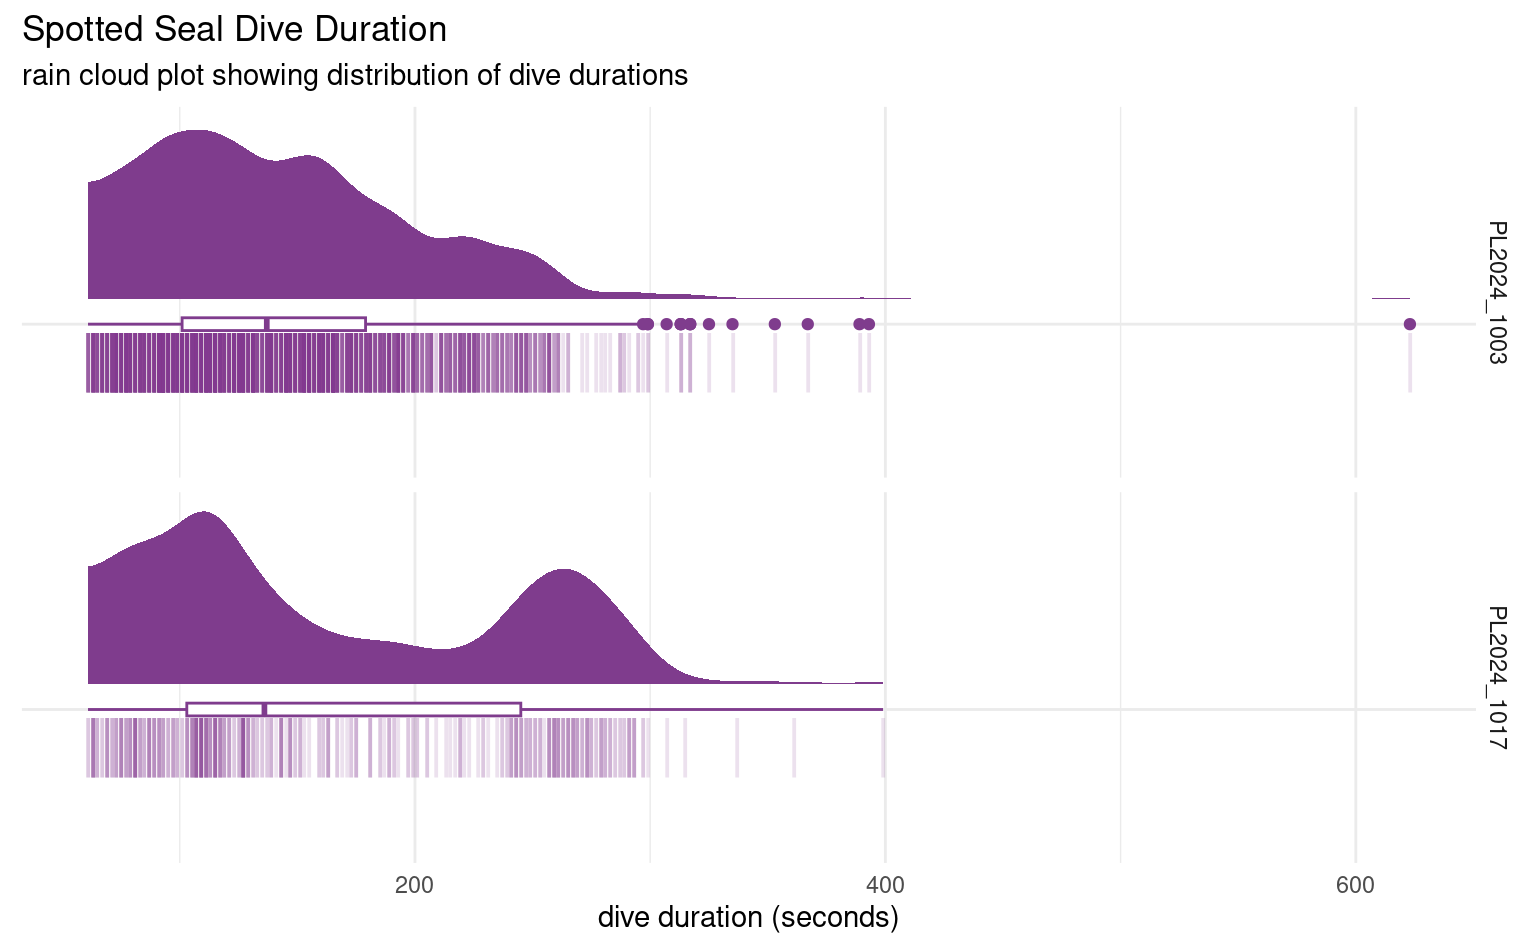 Spotted Seal Dive Duration
rain cloud plot showing distribution of dive durations
PL2024_1003
PL2024_1017
200
400
600
dive duration (seconds)